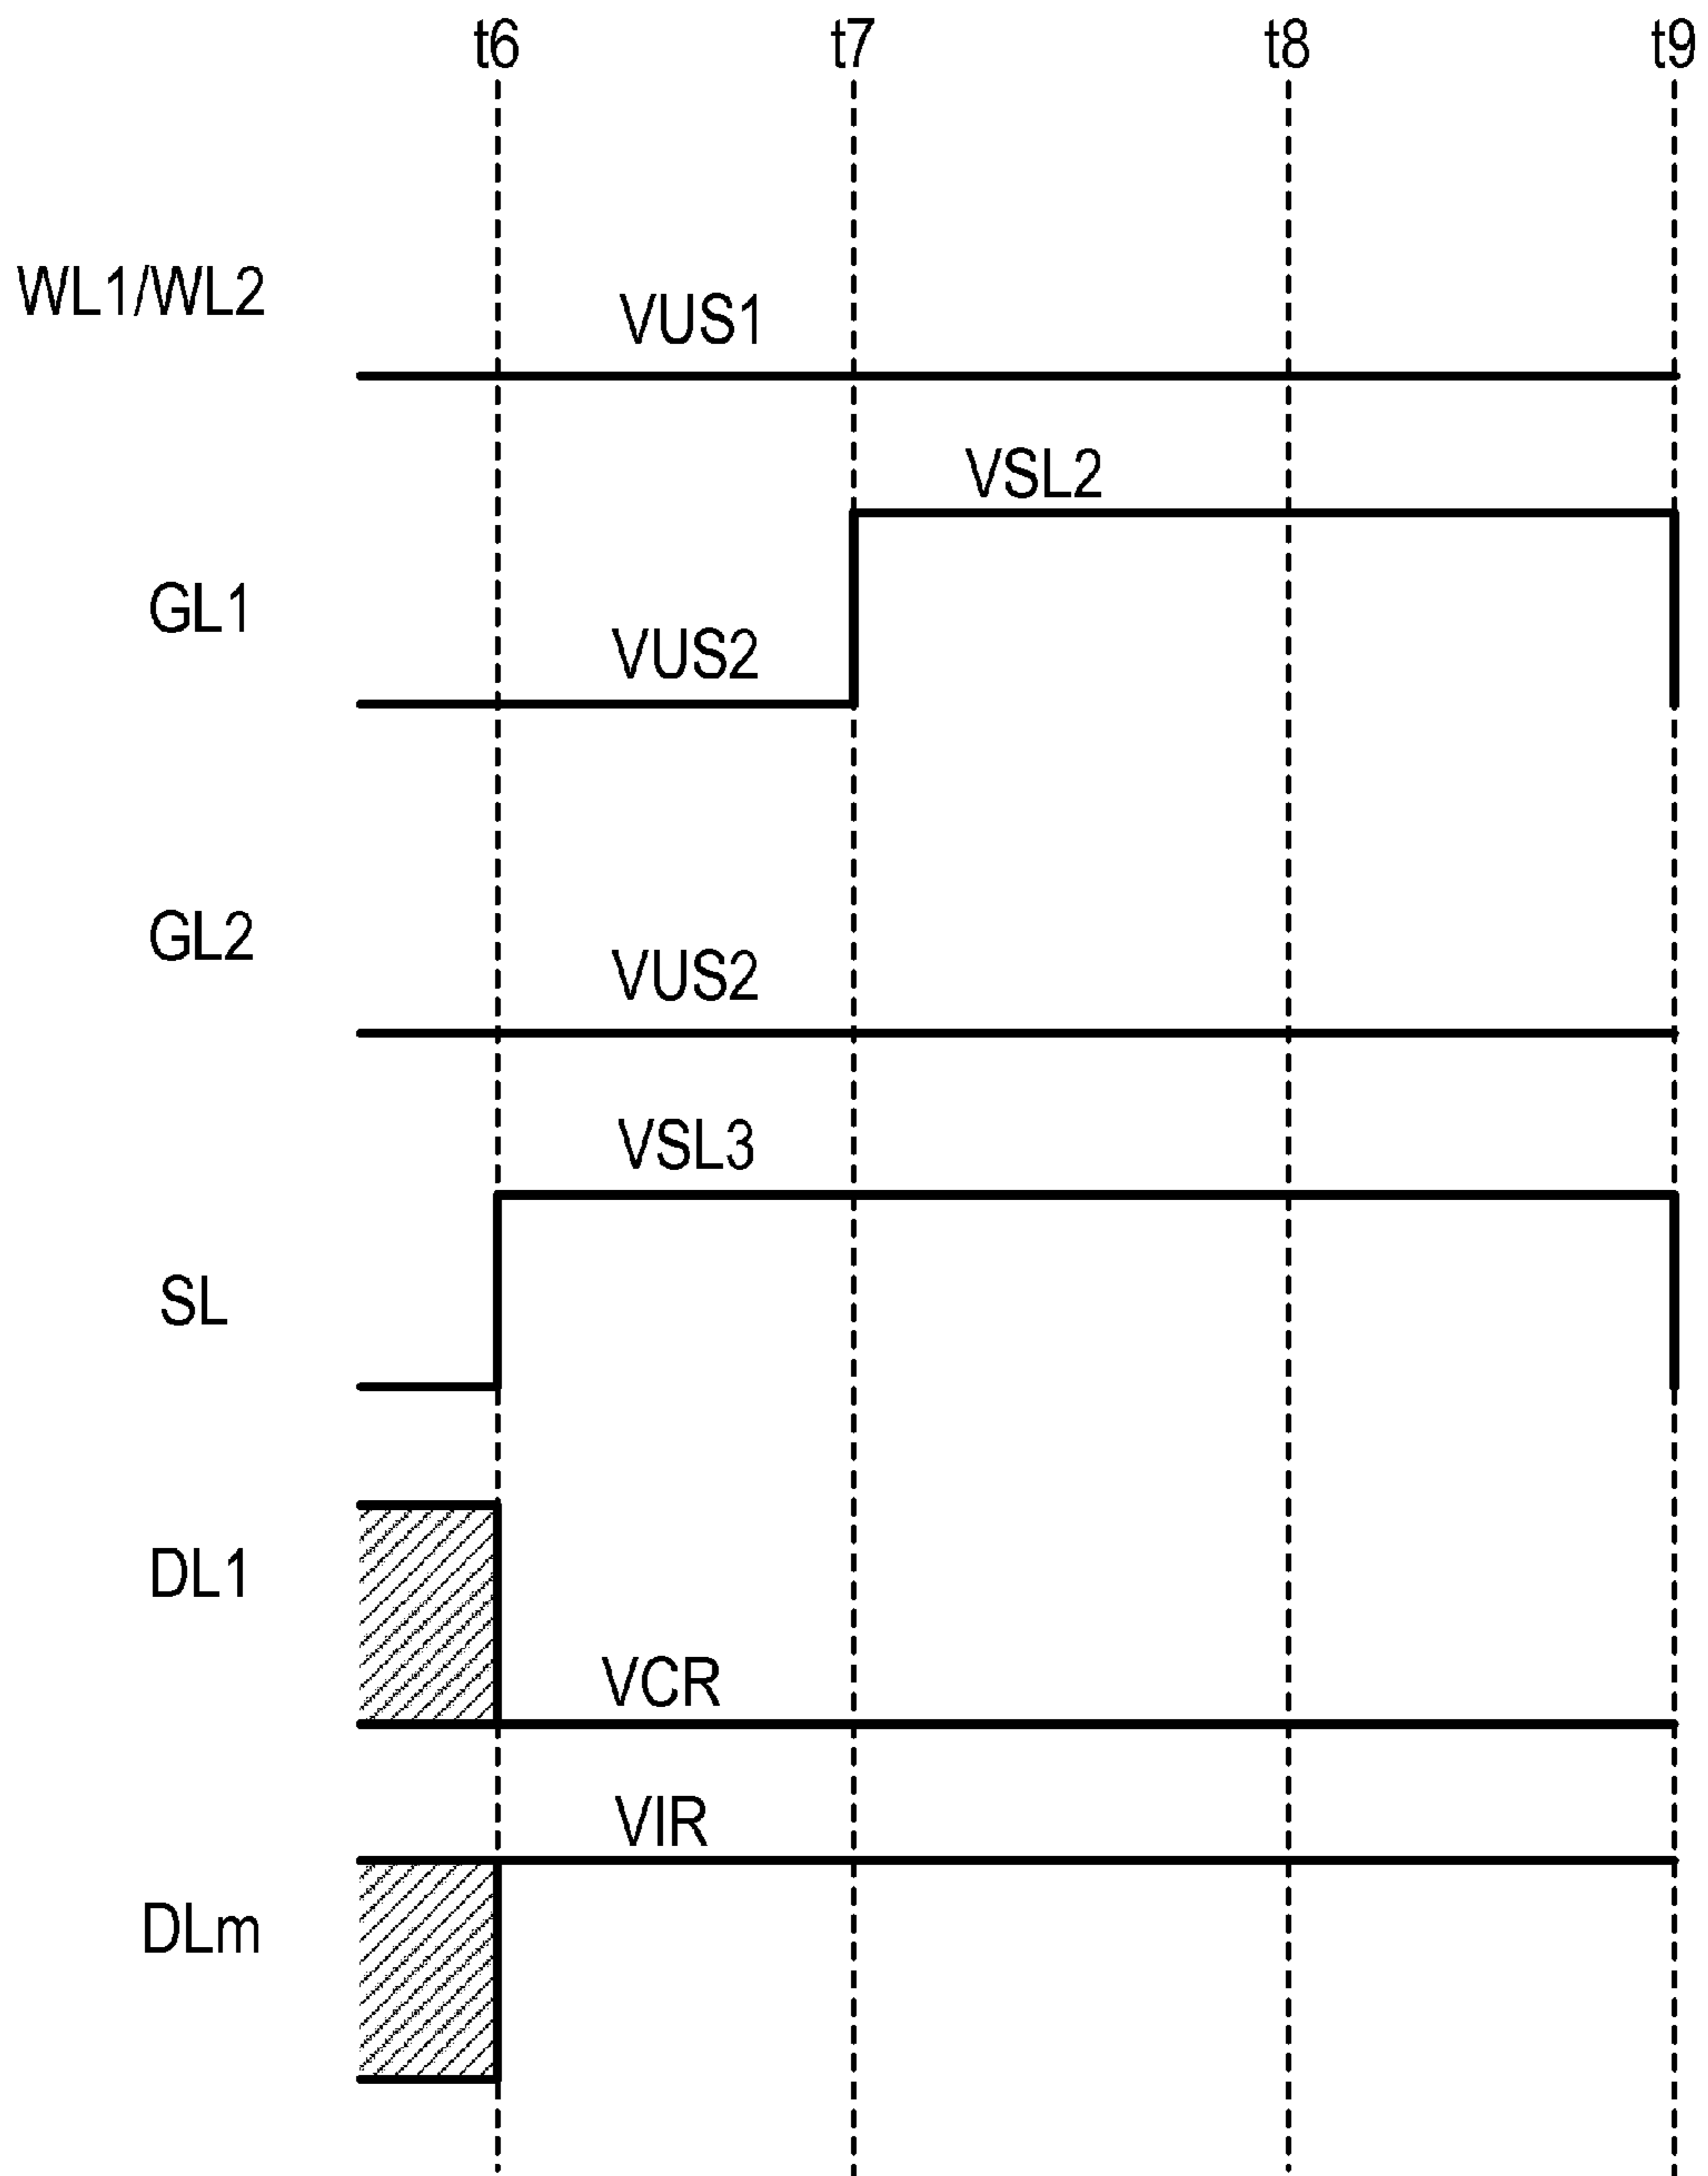 t6 t7 t8 t9
WL1/WL2
VUS1
VSL2
GL1
VUS2
GL2
VUS2
VSL3
SL
DL1
VCR
VIR
DLm